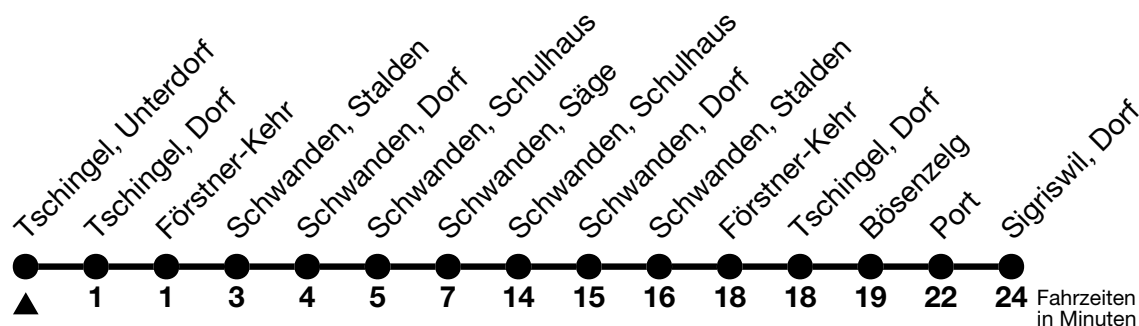 Tschingel, Unterdorf
Tschingel, Dorf
Förstner-Kehr
Schwanden, Stalden
Schwanden, Dorf
Schwanden, Schulhaus
Schwanden, Säge
Schwanden, Schulhaus
Schwanden, Dorf
Schwanden, Stalden
Förstner-Kehr
Tschingel, Dorf
Bösenzelg
Port
Sigriswil, Dorf
1 1 3 4 5 7 14 15 16 18 18 19 22 24 Fahrzeiten
in Minuten